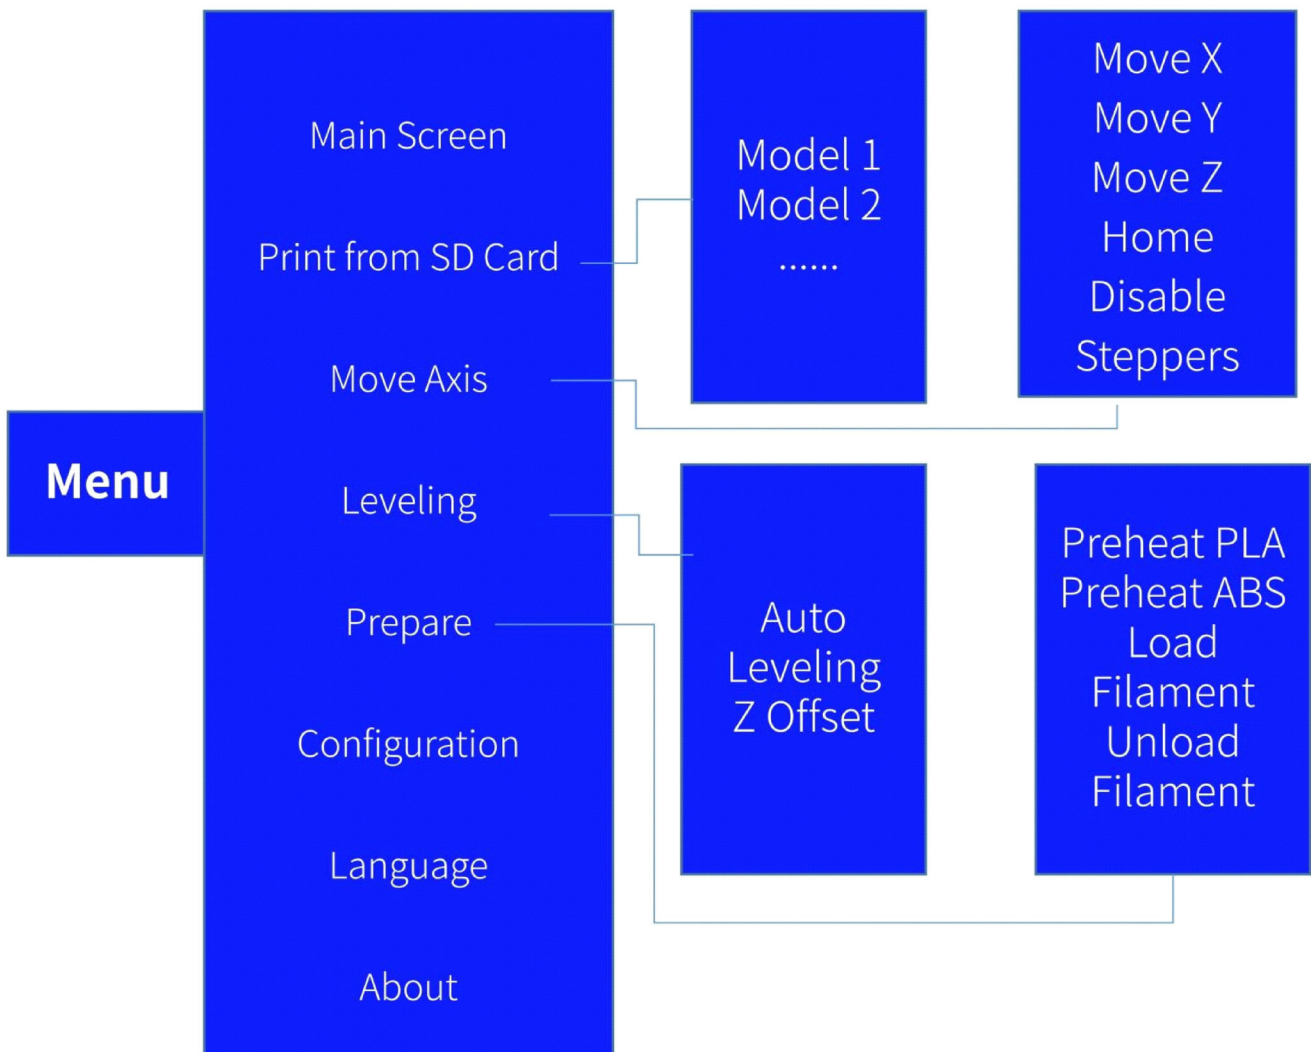 Menu
Main Screen
Print from SD Card
Move Axis
Leveling
Prepare
Configuration
Language
About
Model 1
Model 2
......
Move X
Move Y
Move Z
Home
Disable
Steppers
Auto
Leveling
Z Offset
Preheat PLA
Preheat ABS
Load
Filament
Unload
Filament